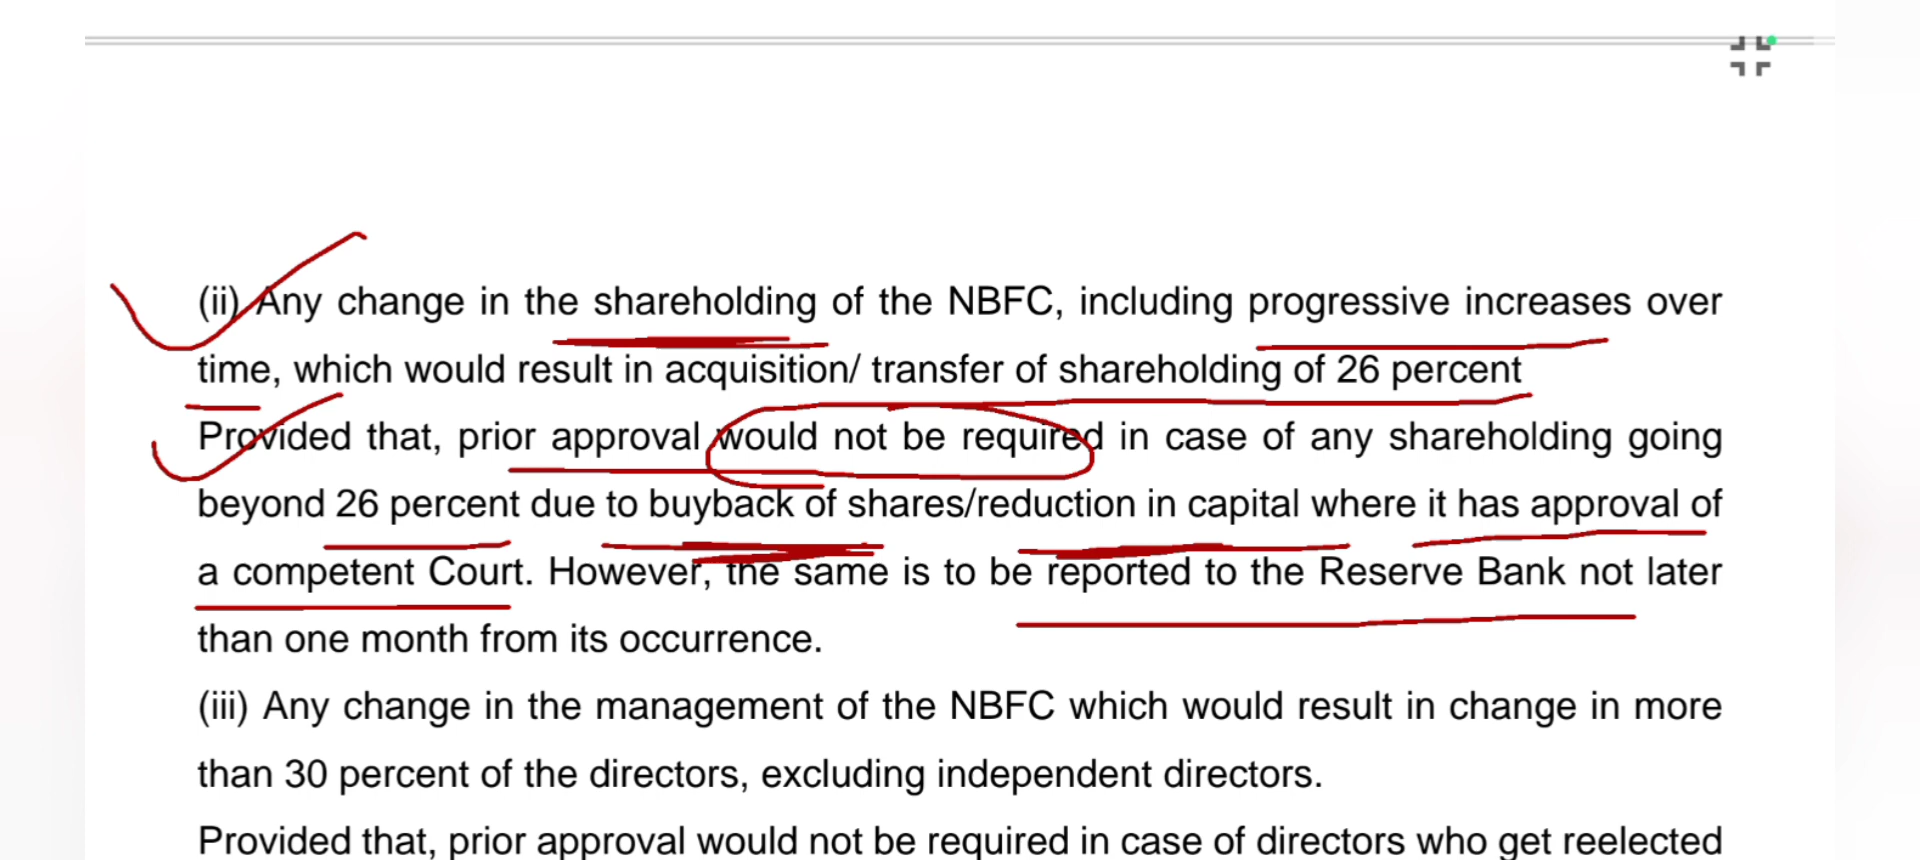 (ii) Any change in the shareholding of the NBFC, including progressive increases over
time, which would result in acquisition/ transfer of shareholding of 26 percent
Provided that, prior approval would not be required in case of any shareholding going
beyond 26 percent due to buyback of shares/reduction in capital where it has approval of
a competent Court. However, the same is to be reported to the Reserve Bank not later
than one month from its occurrence.
(iii) Any change in the management of the NBFC which would result in change in more
than 30 percent of the directors, excluding independent directors.
Provided that, prior approval would not be required in case of directors who get reelected